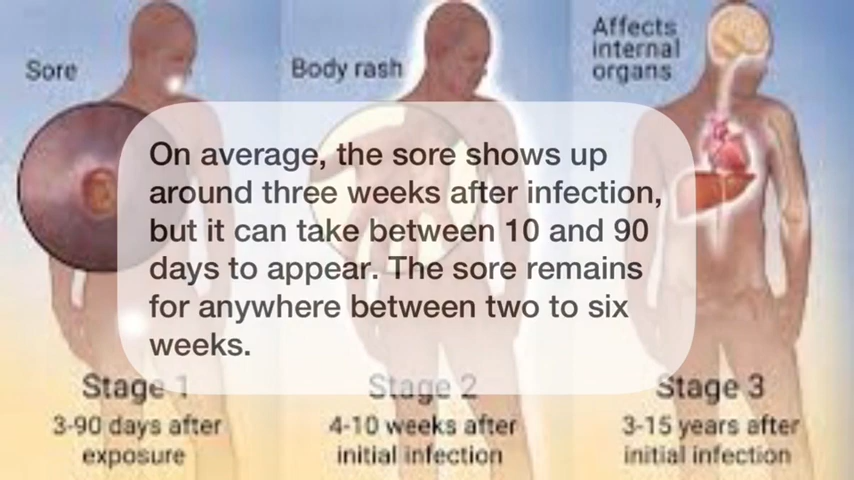 Sore
Body rash
Affects
internal
organs
On average, the sore shows up
around three weeks after infection,
but it can take between 10 and 90
days to appear. The sore remains
for anywhere between two to six
weeks.
Stage 1
3-90 days after
exposure
Stage 2
4-10 weeks after
initial infection
Stage 3
3-15 years after
initial infection